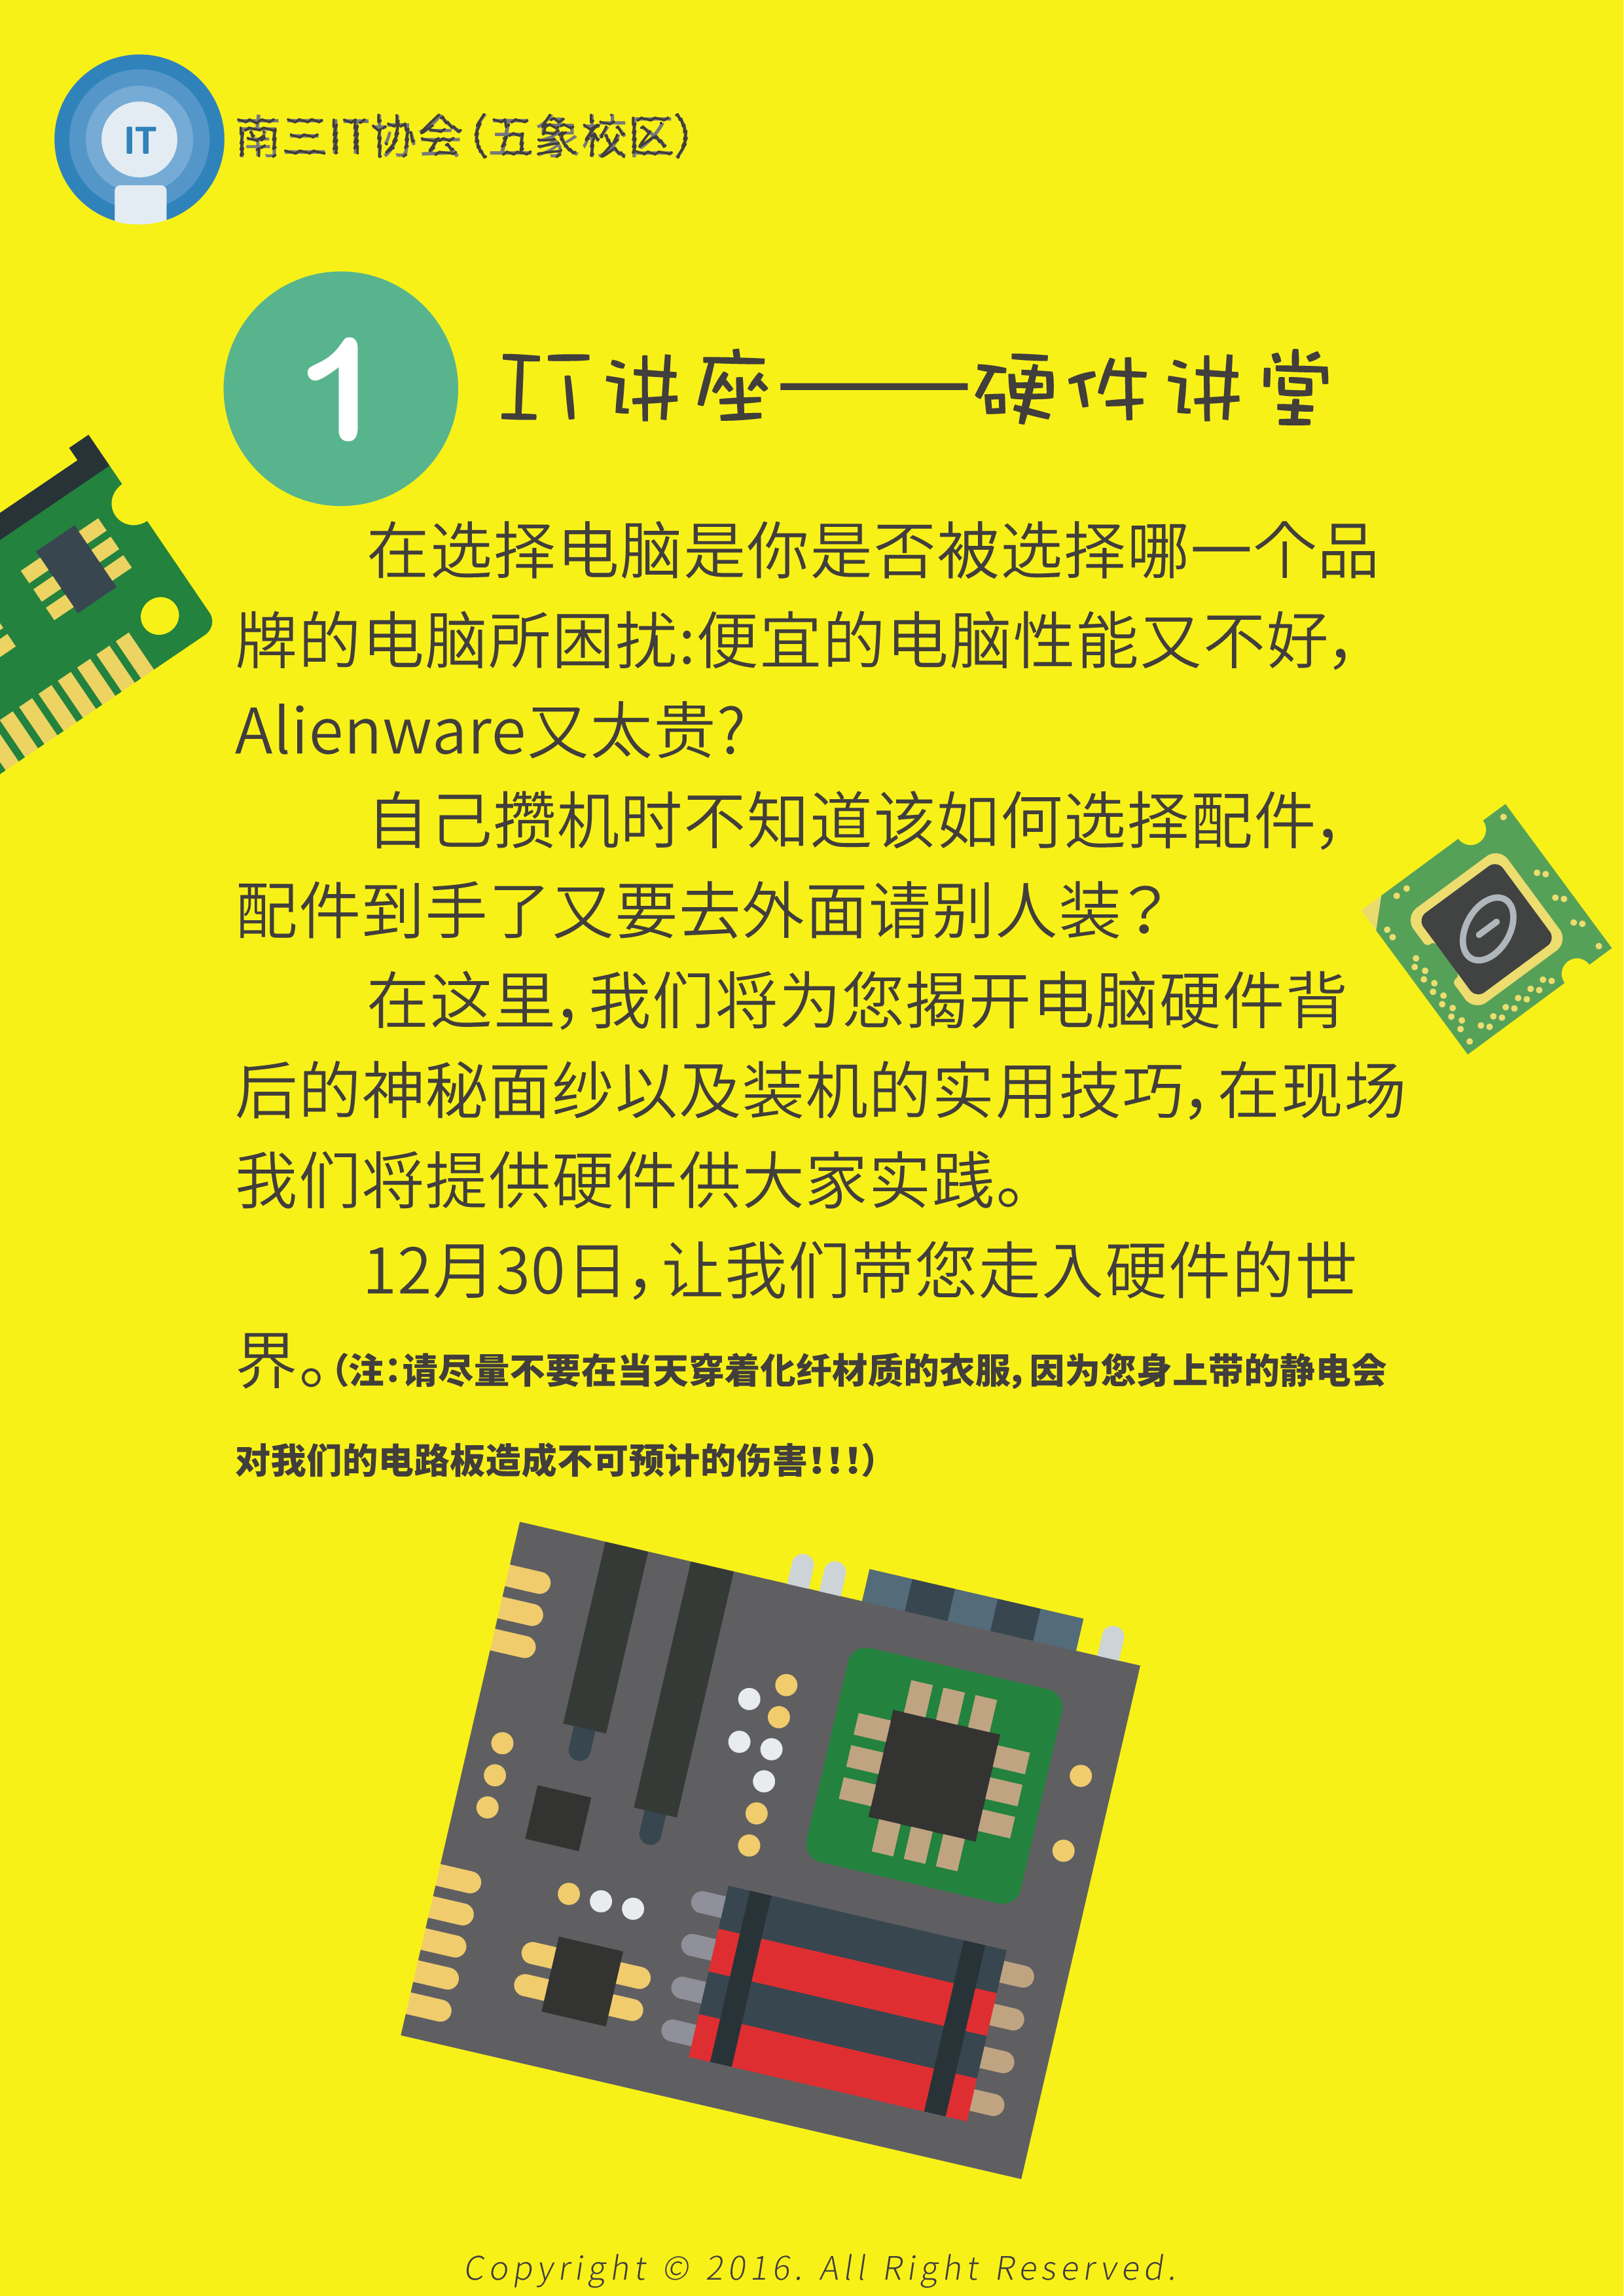 IT
南三IT协会(五象校区)
1
IT讲座——硬件讲堂
在选择电脑是你是否被选择哪一个品
牌的电脑所困扰:便宜的电脑性能又不好,
Alienware又太贵?
自己攒机时不知道该如何选择配件,
配件到手了又要去外面请别人装?
在这里,我们将为您揭开电脑硬件背
后的神秘面纱以及装机的实用技巧,在现场
我们将提供硬件供大家实践。
12月30日,让我们带您走入硬件的世
界。(注:请尽量不要在当天穿着化纤材质的衣服,因为您身上带的静电会
对我们的电路板造成不可预计的伤害!!!)
Copyright © 2016. All Right Reserved.